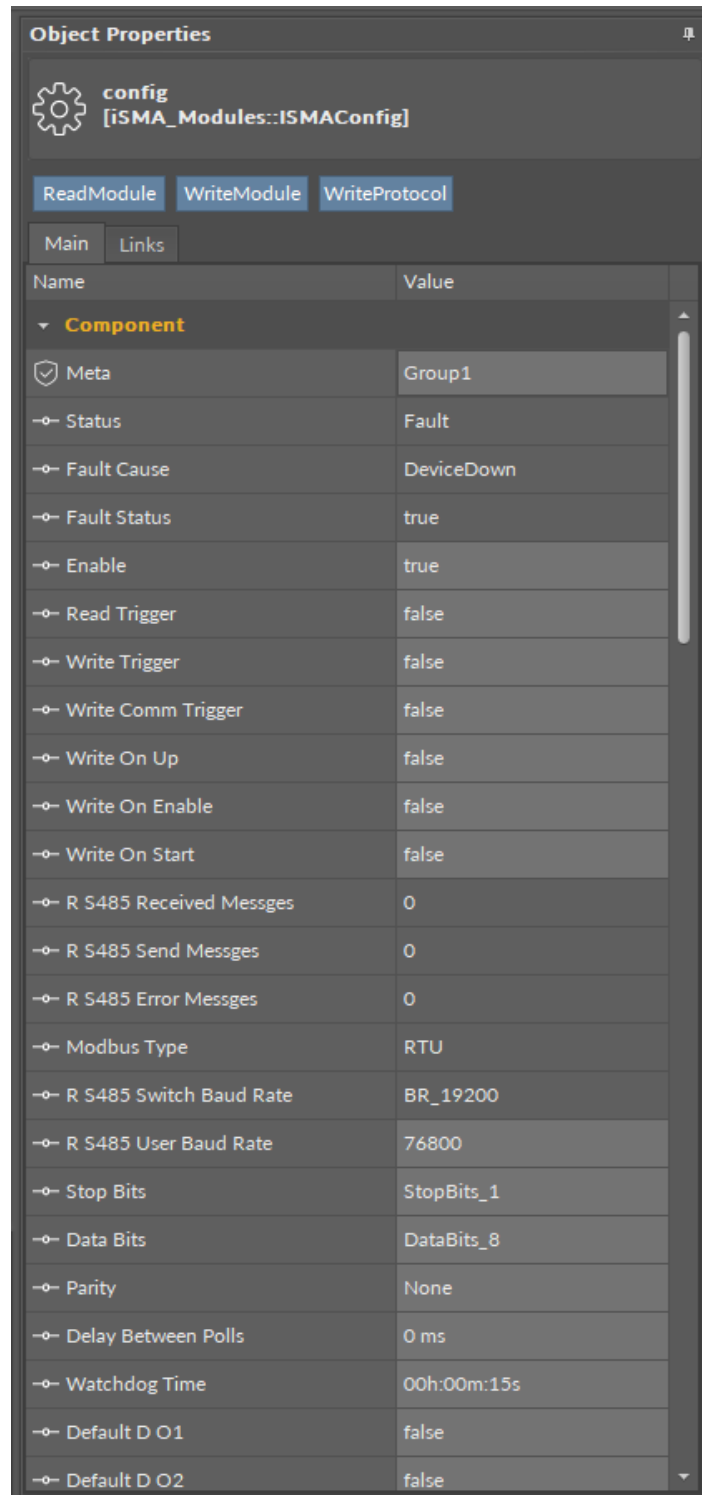 Object Properties
config
[iSMA_Modules::ISMAConfig]
ReadModule WriteModule WriteProtocol
Main Links
Name Value
Component
Meta Group1
Status Fault
Fault Cause DeviceDown
Fault Status true
Enable true
Read Trigger false
Write Trigger false
Write Comm Trigger false
Write On Up false
Write On Enable false
Write On Start false
R S485 Received Messges 0
R S485 Send Messges 0
R S485 Error Messges 0
Modbus Type RTU
R S485 Switch Baud Rate BR_19200
R S485 User Baud Rate 76800
Stop Bits StopBits_1
Data Bits DataBits_8
Parity None
Delay Between Polls 0 ms
Watchdog Time 00h:00m:15s
Default D O1 false
Default D O2 false